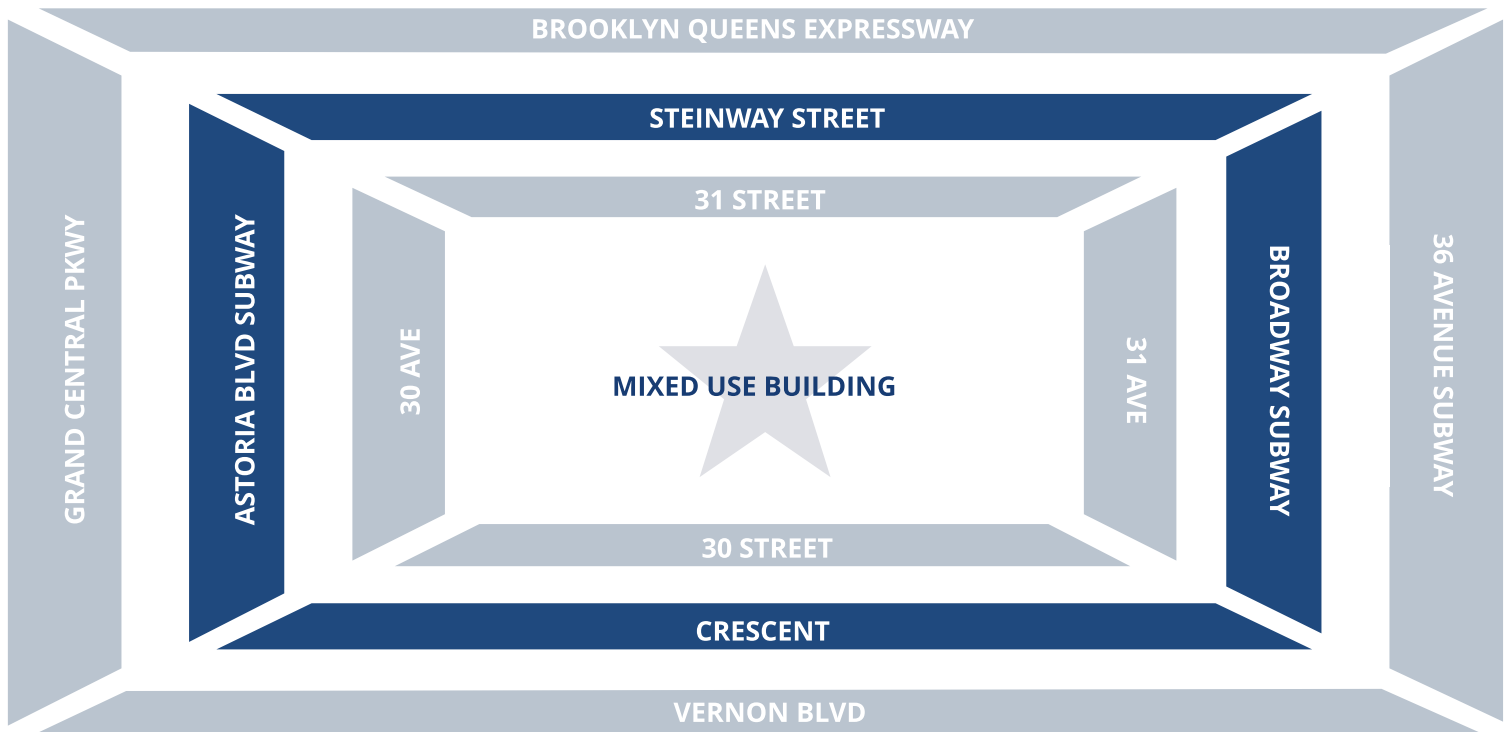 BROOKLYN QUEENS EXPRESSWAY
STEINWAY STREET
31 STREET
GRAND CENTRAL PKWY
ASTORIA BLVD SUBWAY
30 AVE
MIXED USE BUILDING
31 AVE
BROADWAY SUBWAY
36 AVENUE SUBWAY
30 STREET
CRESCENT
VERNON BLVD